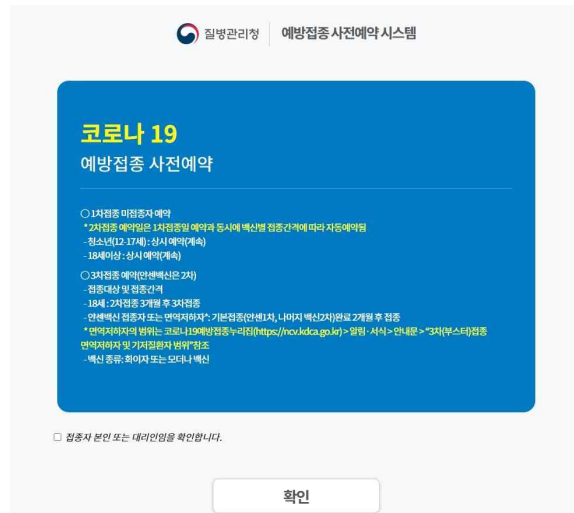 질병관리청 예방접종 사전예약 시스템
코로나 19
예방접종 사전예약
○ 1차접종 미접종자 예약
* 2차접종 예약일은 1차접종일 예약과 동시에 백신별 접종간격에 따라 자동예약됨
- 청소년(12-17세) : 상시 예약(계속)
- 18세이상 : 상시 예약(계속)
○ 3차접종 예약(얀센백신은 2차)
- 접종대상 및 접종간격
- 18세 : 2차접종 3개월 후 3차접종
- 얀센백신 접종자 또는 면역저하자* : 기본접종(얀센1차, 나머지 백신2차)완료 2개월 후 접종
* 면역저하자의 범위는 코로나19예방접종누리집(https://ncv.kdca.go.kr) > 알림·서식 > 안내문 > "3차(부스터)접종
면역저하자 및 기저질환자 범위"참조
- 백신 종류: 화이자 또는 모더나 백신
접종자 본인 또는 대리인임을 확인합니다.
확인